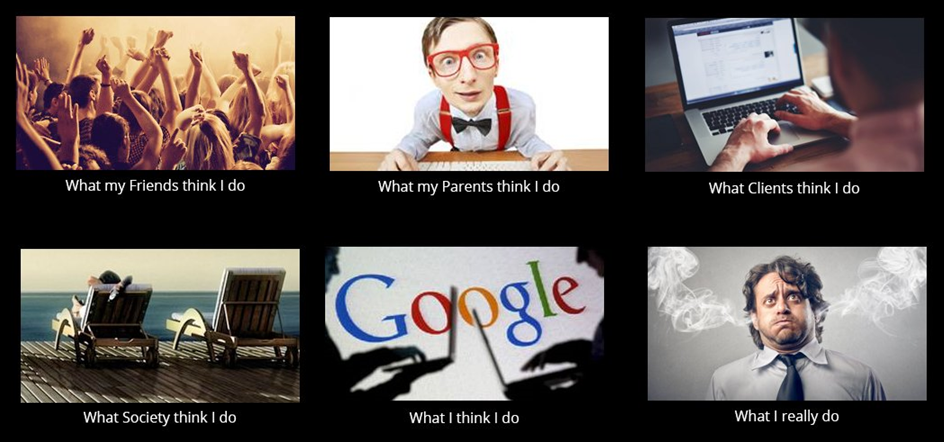 What my Friends think I do
What my Parents think I do
What Clients think I do
What Society think I do
Google
What I think I do
What I really do